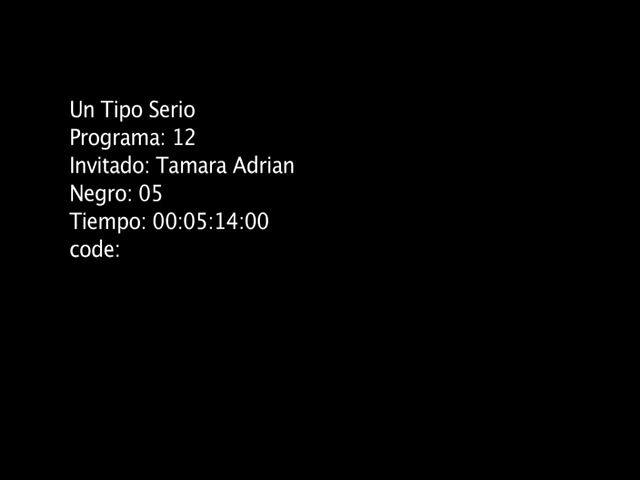 Un Tipo Serio
Programa: 12
Invitado: Tamara Adrian
Negro: 05
Tiempo: 00:05:14:00
code: